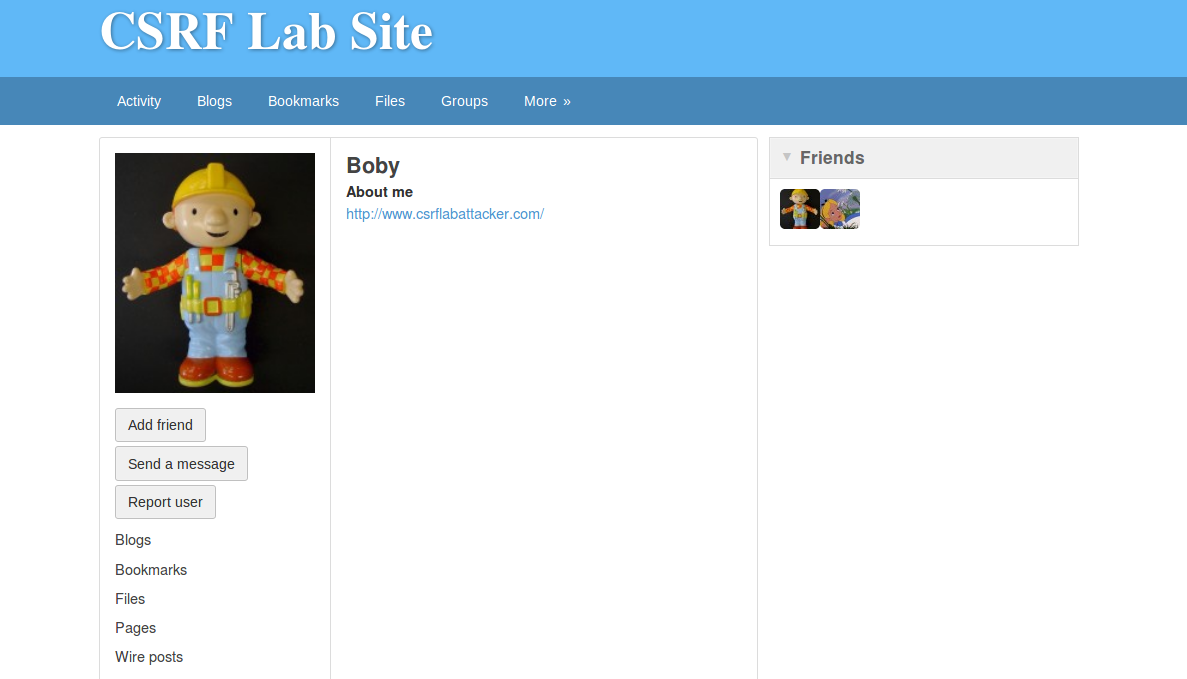 CSRF Lab Site
Activity Blogs Bookmarks Files Groups More »
Boby
About me
http://www.csrflabattacker.com/
Add friend
Send a message
Report user
Blogs
Bookmarks
Files
Pages
Wire posts
Friends